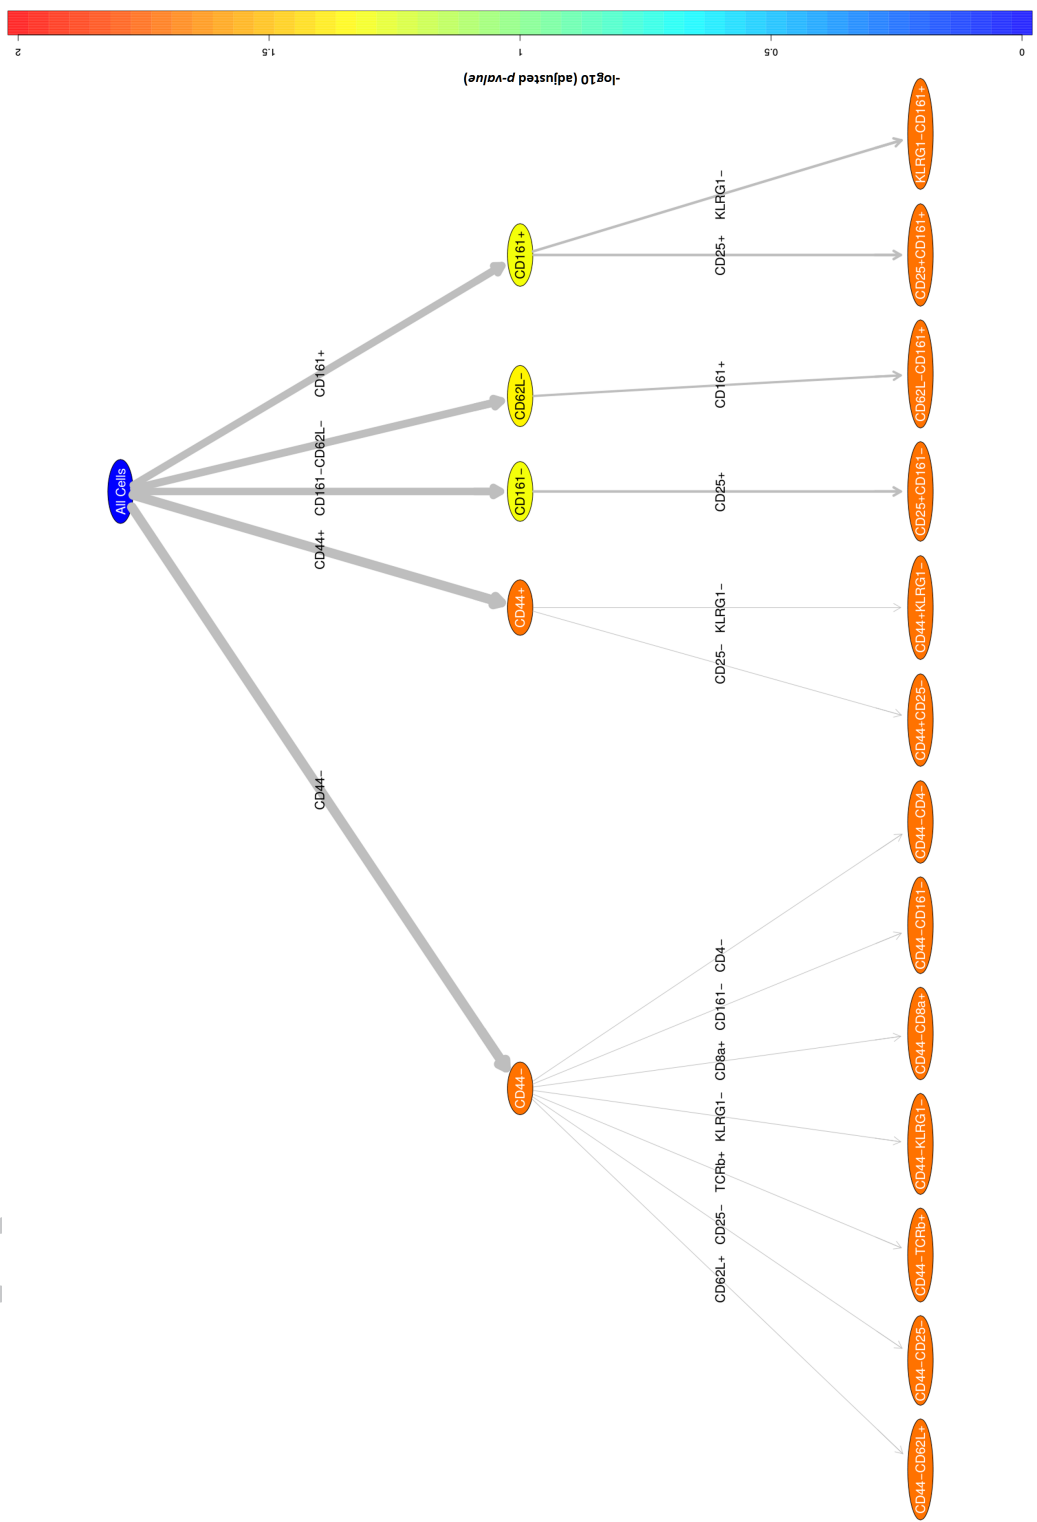 2
1.5
1
0.5
0
-log10 (adjusted p-value)
All Cells
CD44−
CD44+
CD161−
CD62L−
CD161+
CD44−
CD44+
CD161−
CD62L−
CD161+
CD62L+
CD25−
TCRb+
KLRG1−
CD8a+
CD161−
CD4−
CD25−
KLRG1−
CD25+
CD161+
CD25+
KLRG1−
CD44−CD62L+
CD44−CD25−
CD44−TCRb+
CD44−KLRG1−
CD44−CD8a+
CD44−CD161−
CD44−CD4−
CD44+CD25−
CD44+KLRG1−
CD25+CD161−
CD62L−CD161+
CD25+CD161+
KLRG1−CD161+